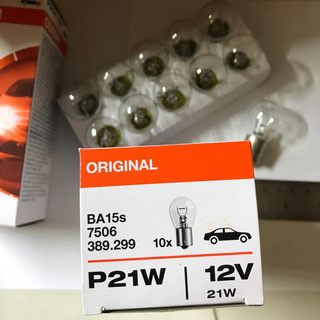 ORIGINAL
BA15s
7506
389.299 10x
P21W 12V
21W